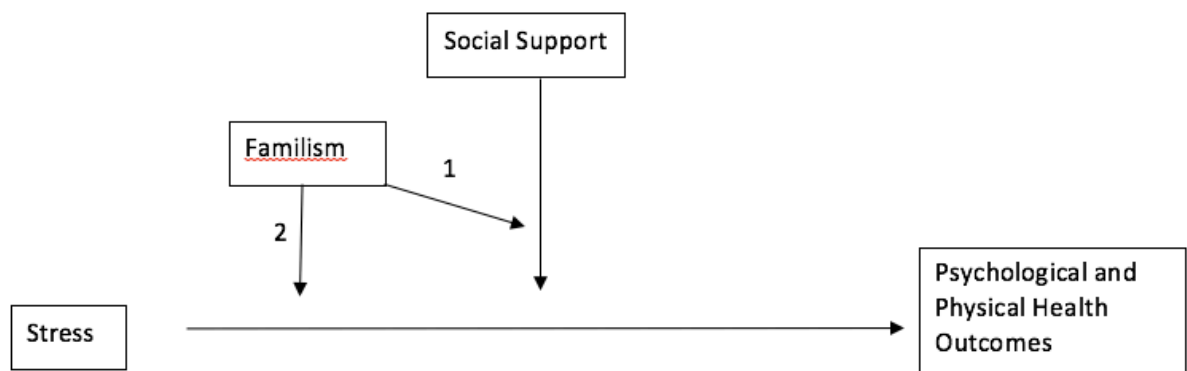 Social Support
Familism
1
2
Stress
Psychological and
Physical Health
Outcomes